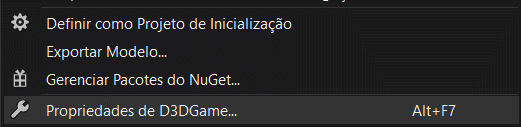 Definir como Projeto de Inicialização
Exportar Modelo...
Gerenciar Pacotes do NuGet...
Propriedades de D3DGame... Alt+F7